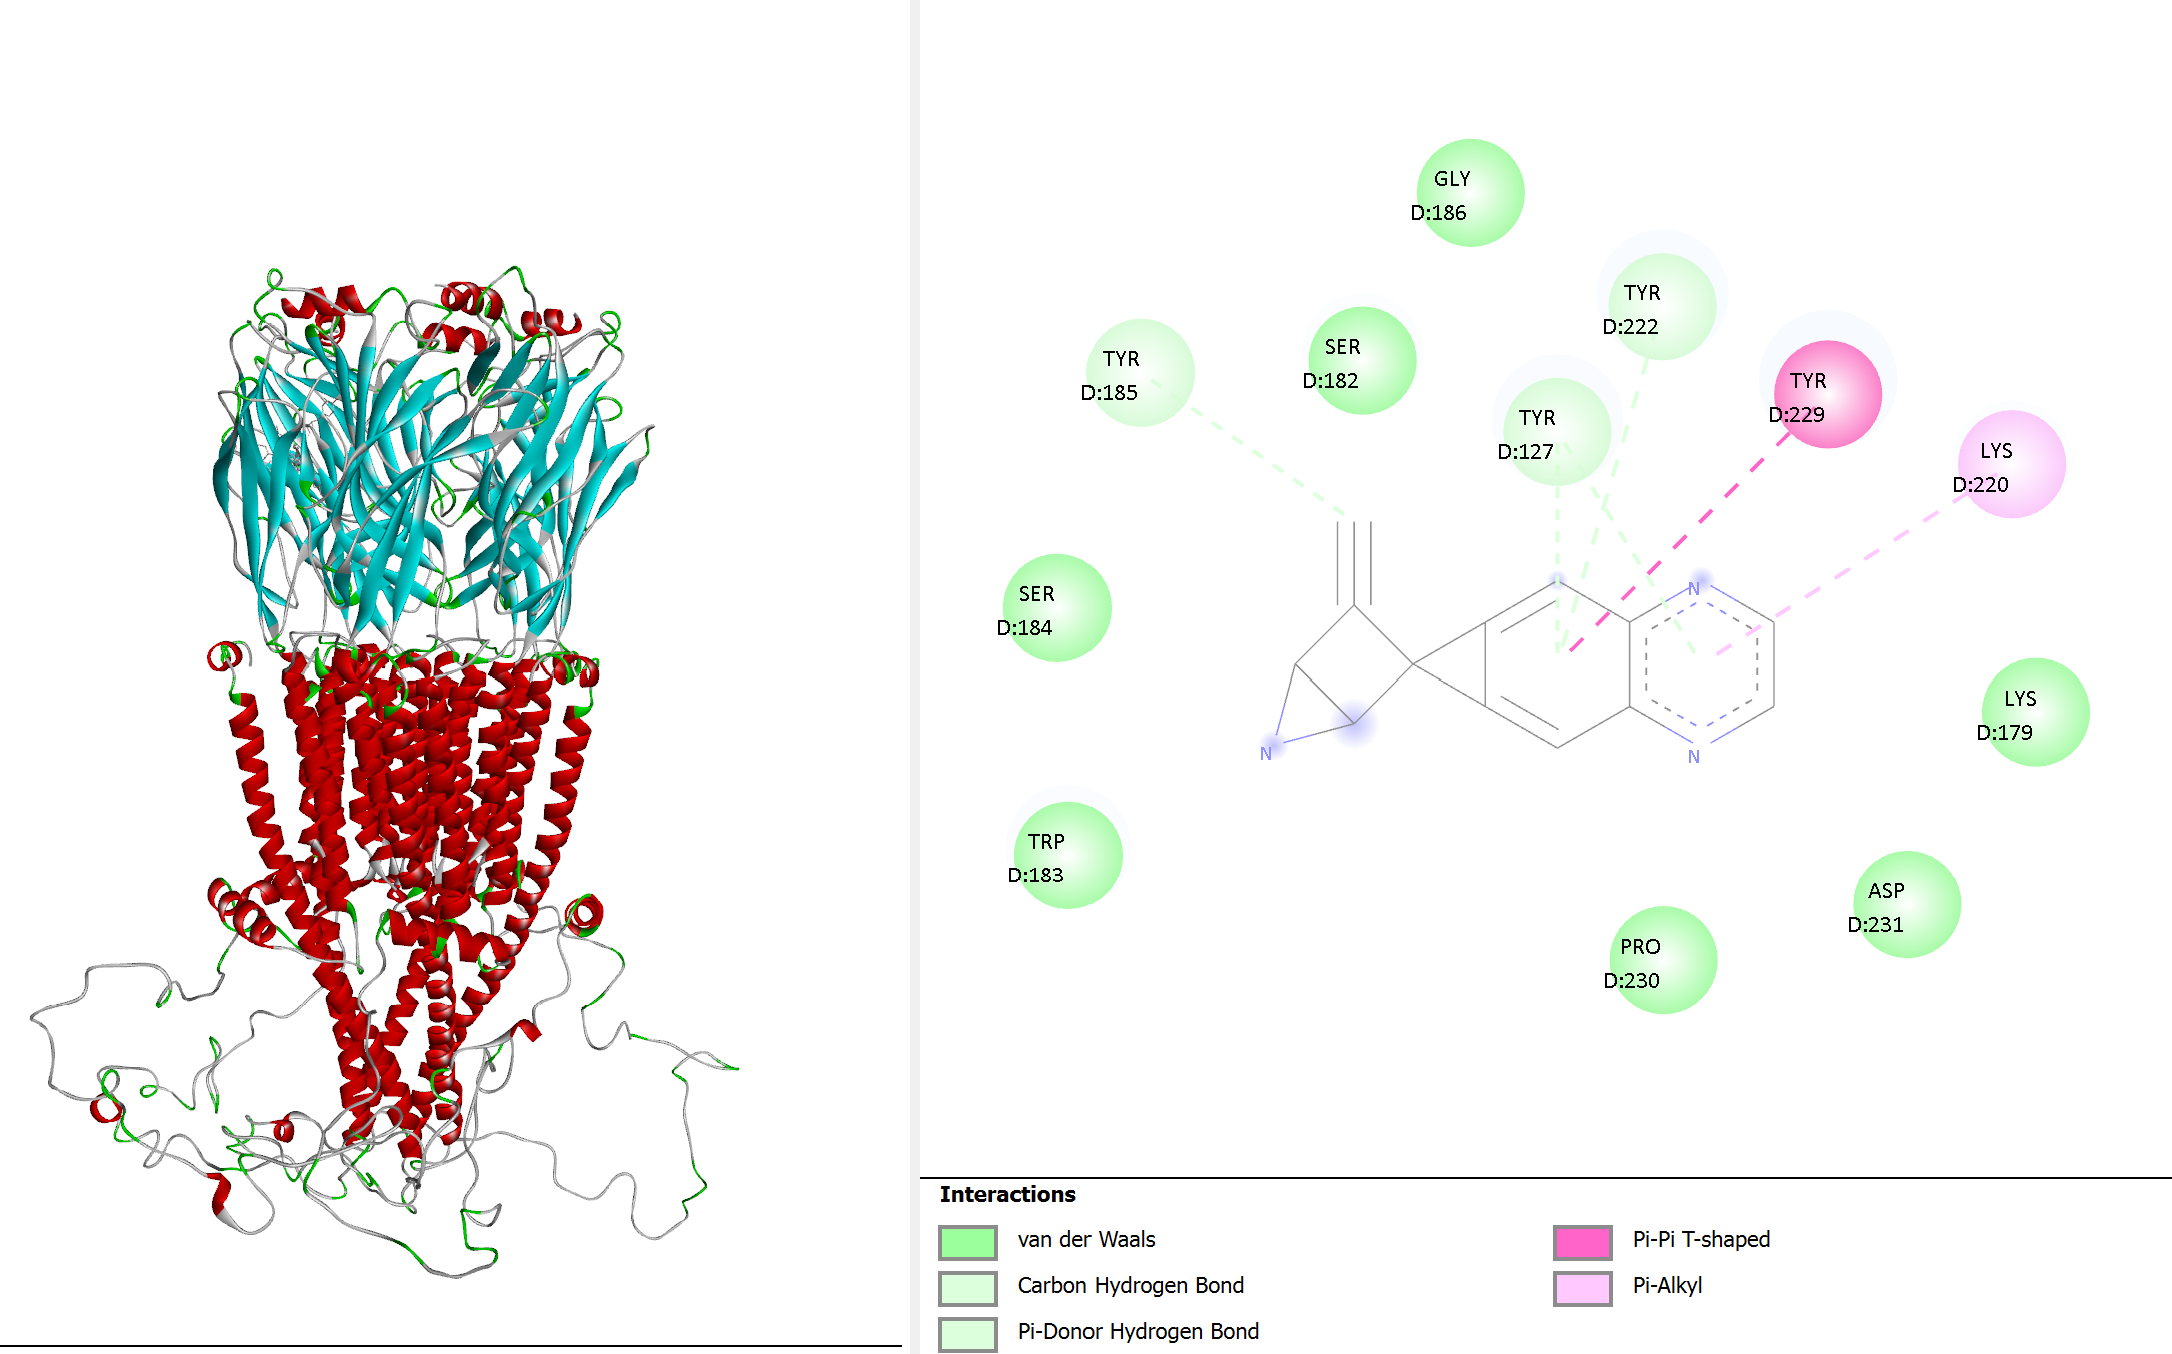 GLY
D:186
TYR
D:222
SER
D:182
TYR
D:185
TYR
D:229
TYR
D:127
LYS
D:220
SER
D:184
N
LYS
D:179
N
N
TRP
D:183
ASP
D:231
PRO
D:230
Interactions
van der Waals
Carbon Hydrogen Bond
Pi-Donor Hydrogen Bond
Pi-Pi T-shaped
Pi-Alkyl